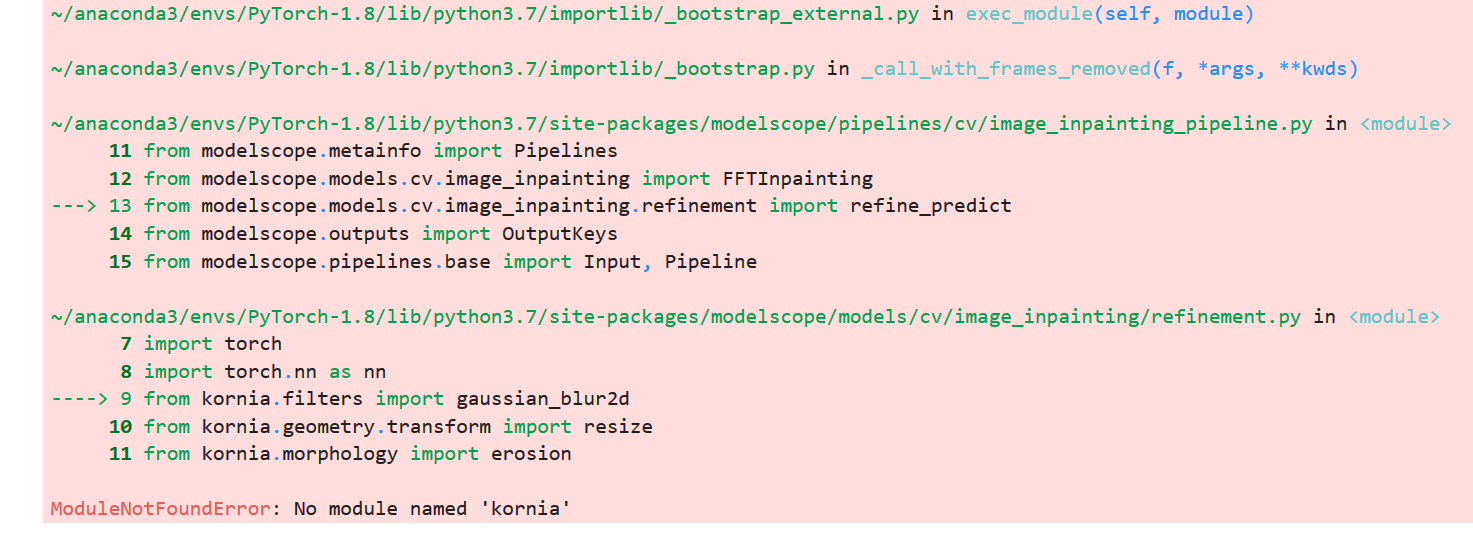 ~/anaconda3/envs/PyTorch-1.8/lib/python3.7/importlib/_bootstrap_external.py in exec_module(self, module)
~/anaconda3/envs/PyTorch-1.8/lib/python3.7/importlib/_bootstrap.py in _call_with_frames_removed(f, *args, **kwds)
~/anaconda3/envs/PyTorch-1.8/lib/python3.7/site-packages/modelscope/pipelines/cv/image_inpainting_pipeline.py in <module>
11 from modelscope.metainfo import Pipelines
12 from modelscope.models.cv.image_inpainting import FFTInpainting
---> 13 from modelscope.models.cv.image_inpainting.refinement import refine_predict
14 from modelscope.outputs import OutputKeys
15 from modelscope.pipelines.base import Input, Pipeline
~/anaconda3/envs/PyTorch-1.8/lib/python3.7/site-packages/modelscope/models/cv/image_inpainting/refinement.py in <module>
7 import torch
8 import torch.nn as nn
----> 9 from kornia.filters import gaussian_blur2d
10 from kornia.geometry.transform import resize
11 from kornia.morphology import erosion
ModuleNotFoundError: No module named 'kornia'